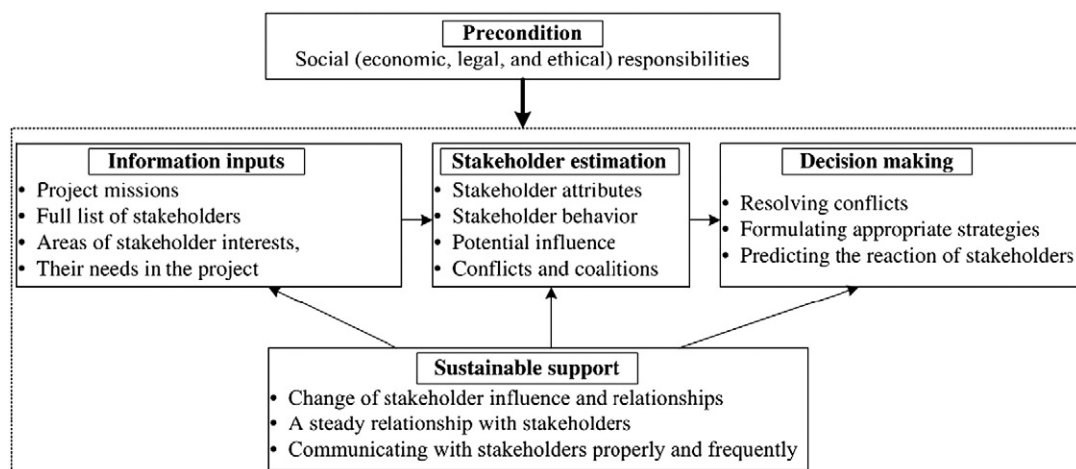 Precondition
Social (economic, legal, and ethical) responsibilities
Information inputs
• Project missions
• Full list of stakeholders
• Areas of stakeholder interests,
• Their needs in the project
Stakeholder estimation
• Stakeholder attributes
• Stakeholder behavior
• Potential influence
• Conflicts and coalitions
Decision making
• Resolving conflicts
• Formulating appropriate strategies
• Predicting the reaction of stakeholders
Sustainable support
• Change of stakeholder influence and relationships
• A steady relationship with stakeholders
• Communicating with stakeholders properly and frequently